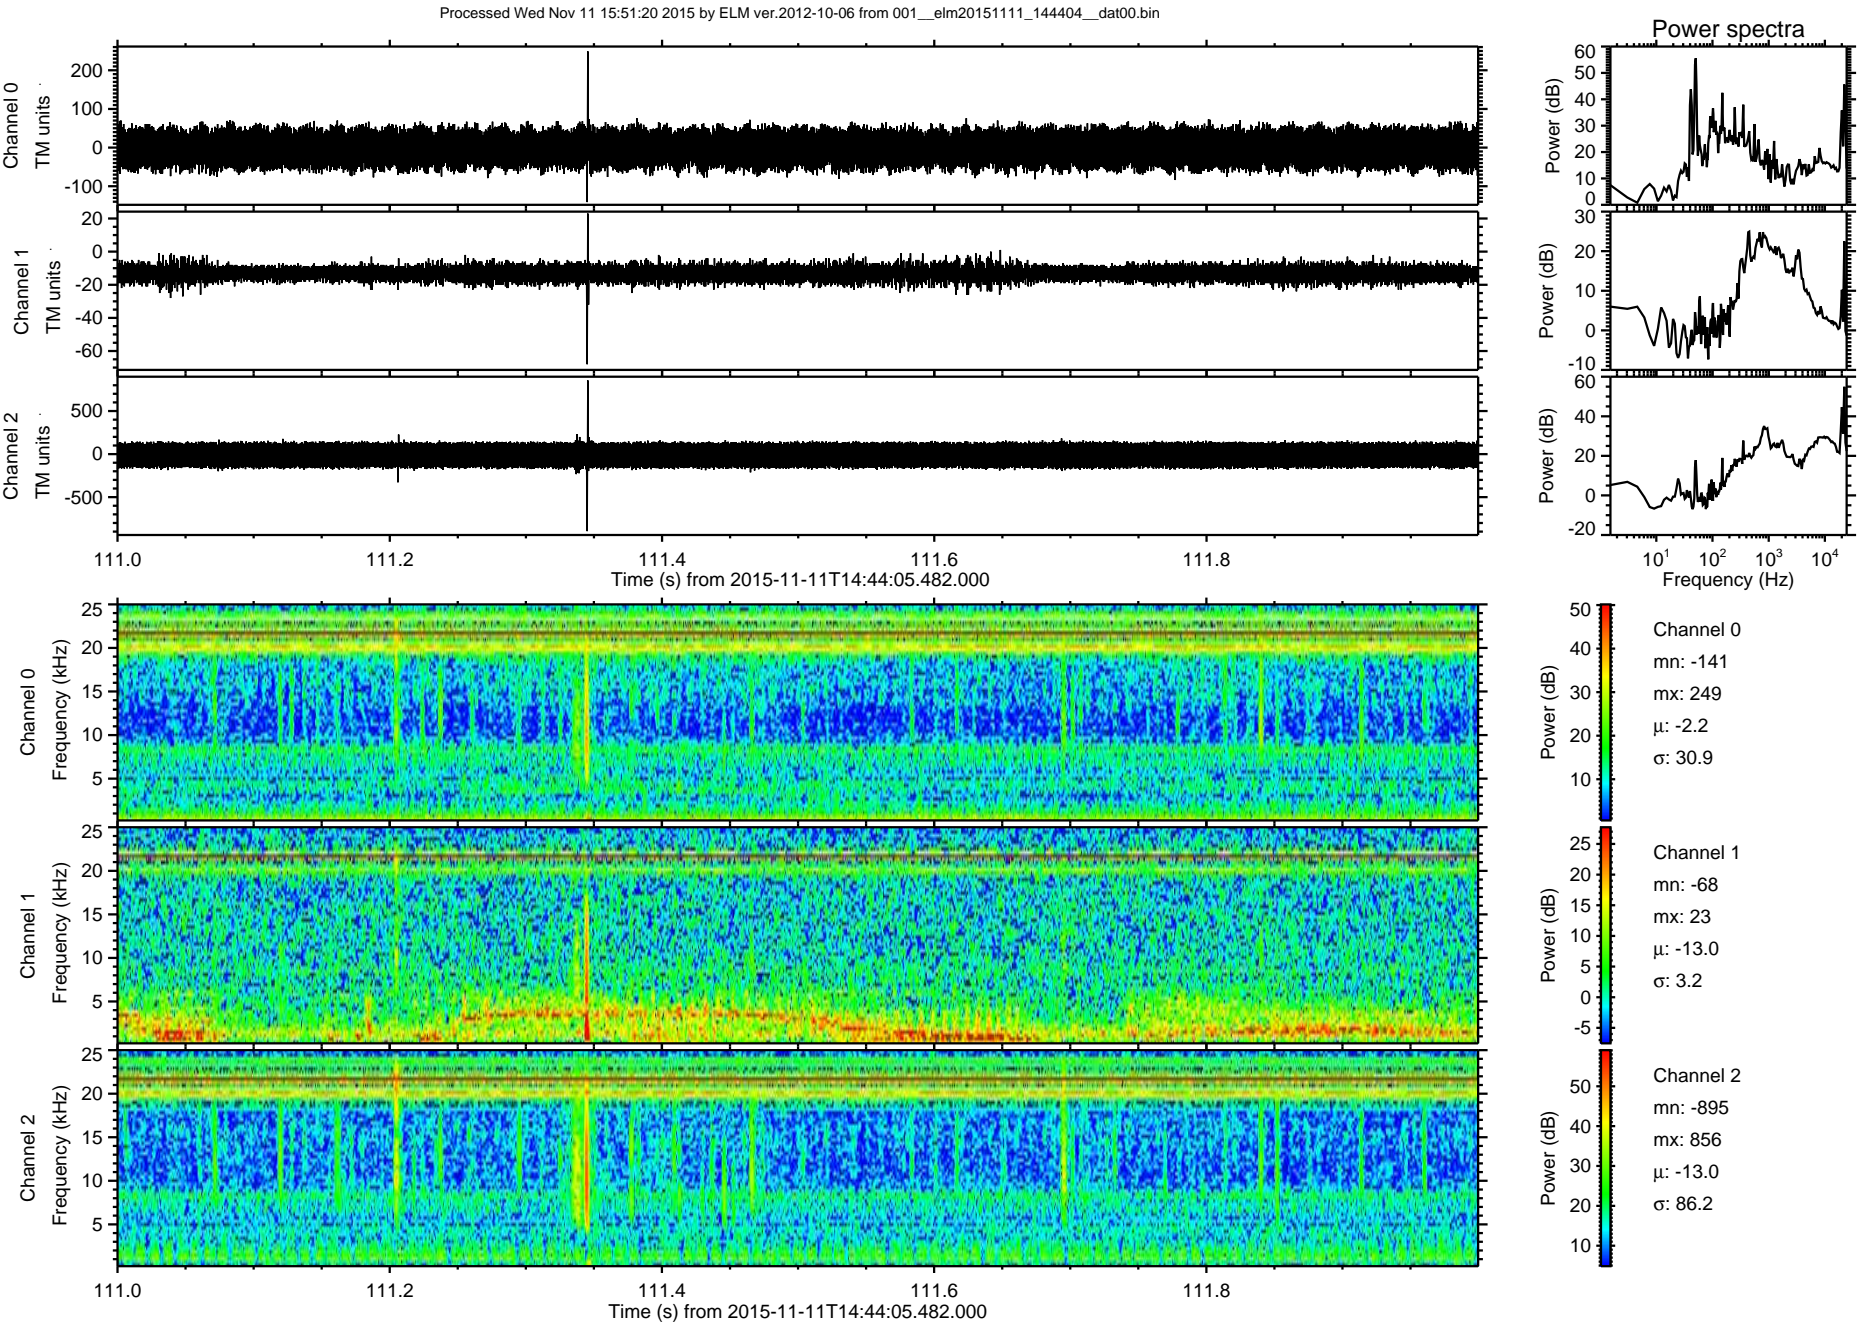 Processed Wed Nov 11 15:51:20 2015 by ELM ver.2012-10-06 from 001__elm20151111_144404__dat00.bin
Power spectra
Channel 0
TM units
200
100
0
-100
Power (dB)
60
50
40
30
20
10
0
Channel 1
TM units
20
0
-20
-40
-60
Power (dB)
30
20
10
0
-10
Channel 2
TM units
500
0
-500
Power (dB)
60
40
20
0
-20
111.0 111.2 111.4 111.6 111.8
Time (s) from 2015-11-11T14:44:05.482.000
10^1 10^2 10^3 10^4
Frequency (Hz)
Channel 0
Frequency (kHz)
25
20
15
10
5
Power (dB)
50
40
30
20
10
Channel 0
mn: -141
mx: 249
μ: -2.2
σ: 30.9
Channel 1
Frequency (kHz)
25
20
15
10
5
Power (dB)
25
20
15
10
5
0
-5
Channel 1
mn: -68
mx: 23
μ: -13.0
σ: 3.2
Channel 2
Frequency (kHz)
25
20
15
10
5
Power (dB)
50
40
30
20
10
Channel 2
mn: -895
mx: 856
μ: -13.0
σ: 86.2
111.0 111.2 111.4 111.6 111.8
Time (s) from 2015-11-11T14:44:05.482.000